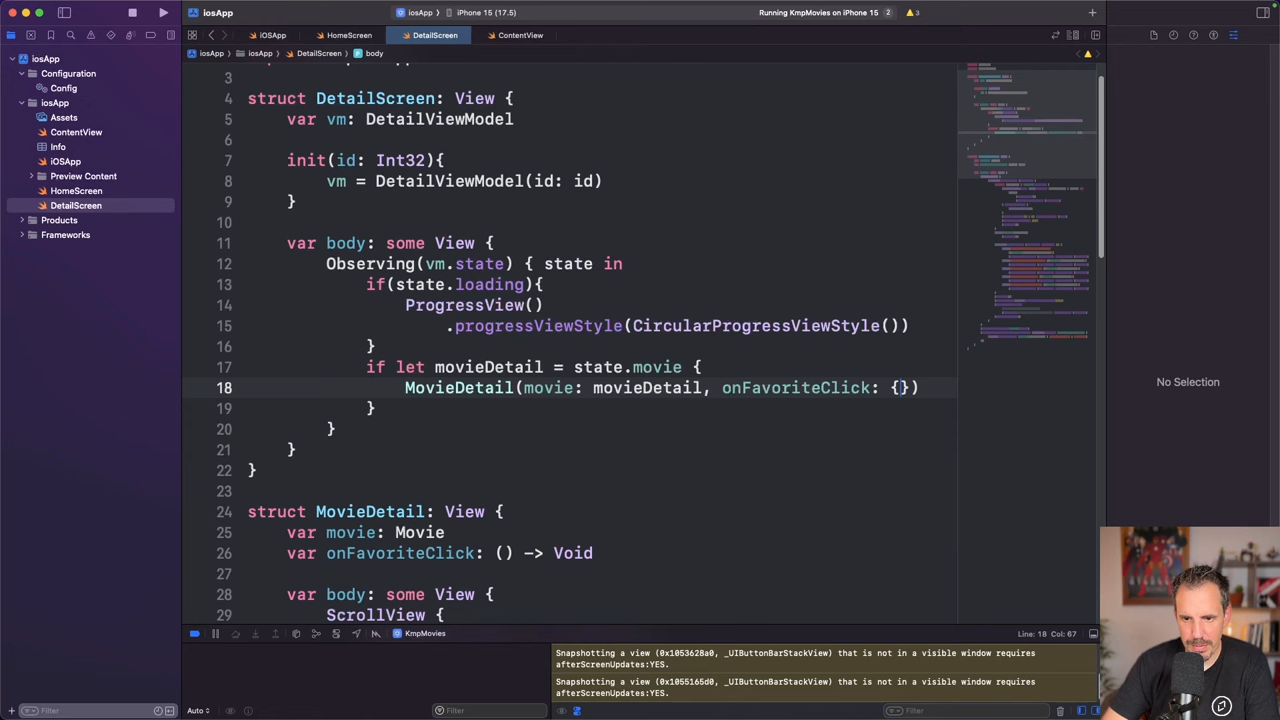 iosApp
iosApp
iPhone 15 (17.5)
Running KmpMovies on iPhone 15
2
3
iOSApp
HomeScreen
DetailScreen
ContentView
iosApp
iosApp
DetailScreen
body
iosApp
Configuration
Config
iosApp
Assets
ContentView
Info
iOSApp
Preview Content
HomeScreen
DetailScreen
Products
Frameworks
3
4 struct DetailScreen: View {
5 var vm: DetailViewModel
6
7 init(id: Int32){
8 vm = DetailViewModel(id: id)
9 }
10
11 var body: some View {
12 Observing(vm.state) { state in
13 if(state.loading){
14 ProgressView()
15 .progressViewStyle(CircularProgressViewStyle())
16 }
17 if let movieDetail = state.movie {
18 MovieDetail(movie: movieDetail, onFavoriteClick: {})
19 }
20 }
21 }
22 }
23
24 struct MovieDetail: View {
25 var movie: Movie
26 var onFavoriteClick: () -> Void
27
28 var body: some View {
29 ScrollView {
No Selection
KmpMovies
Line: 18 Col: 67
Snapshotting a view (0x1053628a0, _UIButtonBarStackView) that is not in a visible window requires
afterScreenUpdates:YES.
Snapshotting a view (0x1055165d0, _UIButtonBarStackView) that is not in a visible window requires
afterScreenUpdates:YES.
Filter
Auto
Filter
Filter